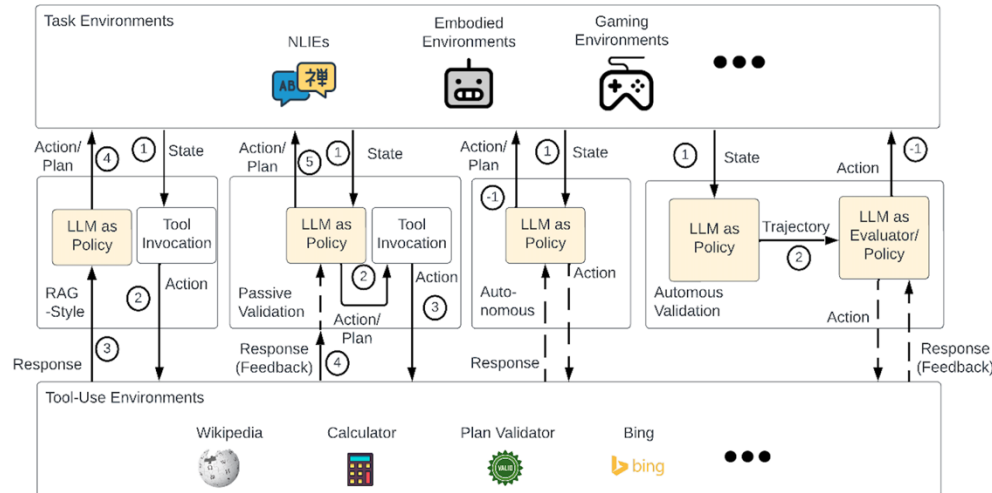 Task Environments
NLIEs
Embodied
Environments
Gaming
Environments
AB
禅
Action/
Plan
4
1
State
Action/
Plan
5
1
State
Action/
Plan
-1
1
State
1
State
Action
-1
LLM as
Policy
Tool
Invocation
LLM as
Policy
Tool
Invocation
LLM as
Policy
LLM as
Policy
Trajectory
2
LLM as
Evaluator/
Policy
RAG
-Style
2
Action
Passive
Validation
2
Action/
Plan
Action
3
Auto-
nomous
Action
Automous
Validation
Action
Response
3
Response
(Feedback)
4
Response
Response
(Feedback)
Tool-Use Environments
Wikipedia
Calculator
Plan Validator
Bing
VALID
bing